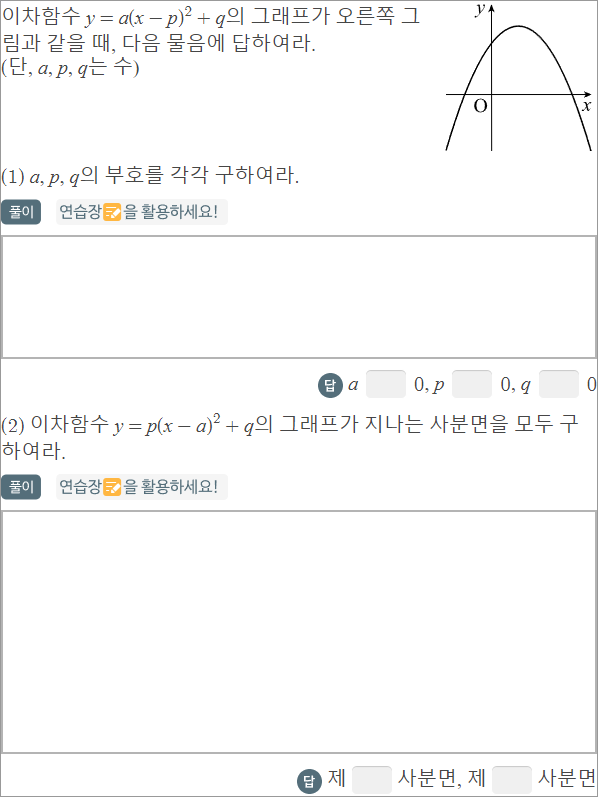 이차함수 y = a(x − p)² + q의 그래프가 오른쪽 그
림과 같을 때, 다음 물음에 답하여라.
(단, a, p, q는 수)
y
O
x
(1) a, p, q의 부호를 각각 구하여라.
풀이 연습장을 활용하세요!
답 a 0, p 0, q 0
(2) 이차함수 y = p(x − a)² + q의 그래프가 지나는 사분면을 모두 구
하여라.
풀이 연습장을 활용하세요!
답 제 사분면, 제 사분면